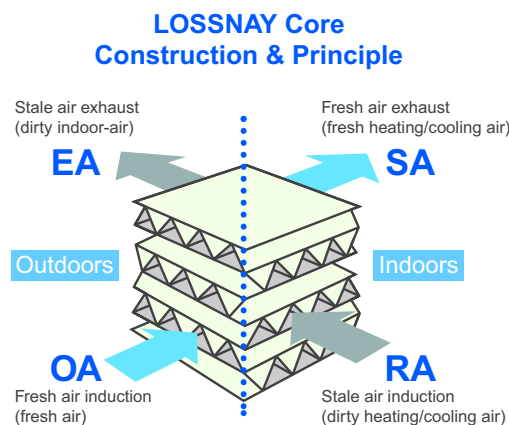 LOSSNAY Core
Construction & Principle
Stale air exhaust
(dirty indoor-air)
EA
Fresh air exhaust
(fresh heating/cooling air)
SA
Outdoors
Indoors
OA
Fresh air induction
(fresh air)
RA
Stale air induction
(dirty heating/cooling air)